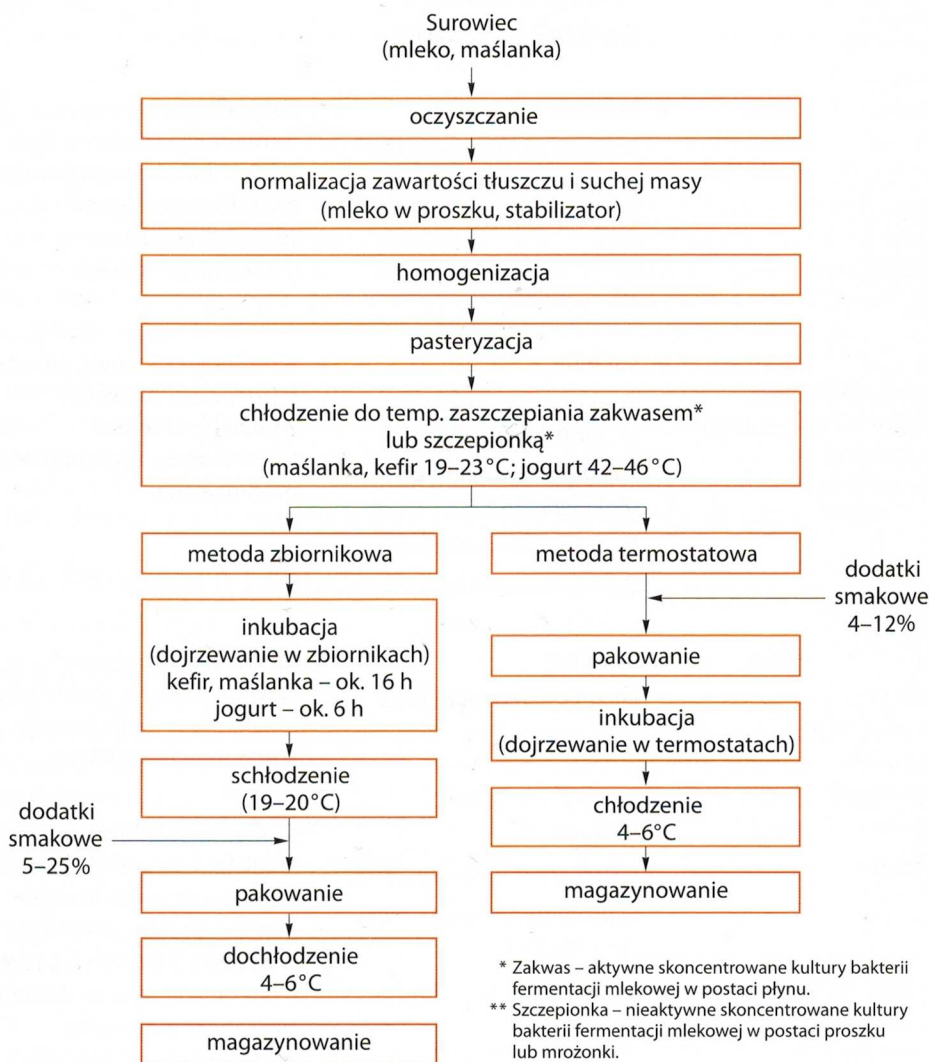 Surowiec
(mleko, maślanka)
oczyszczanie
normalizacja zawartości tłuszczu i suchej masy
(mleko w proszku, stabilizator)
homogenizacja
pasteryzacja
chłodzenie do temp. zaszczepiania zakwasem*
lub szczepionką*
(maślanka, kefir 19–23°C; jogurt 42–46°C)
metoda zbiornikowa
inkubacja
(dojrzewanie w zbiornikach)
kefir, maślanka – ok. 16 h
jogurt – ok. 6 h
schłodzenie
(19–20°C)
dodatki
smakowe
5–25%
pakowanie
dochłodzenie
4–6°C
magazynowanie
metoda termostatowa
dodatki
smakowe
4–12%
pakowanie
inkubacja
(dojrzewanie w termostatach)
chłodzenie
4–6°C
magazynowanie
* Zakwas – aktywne skoncentrowane kultury bakterii
fermentacji mlekowej w postaci płynu.
** Szczepionka – nieaktywne skoncentrowane kultury
bakterii fermentacji mlekowej w postaci proszku
lub mrożonki.